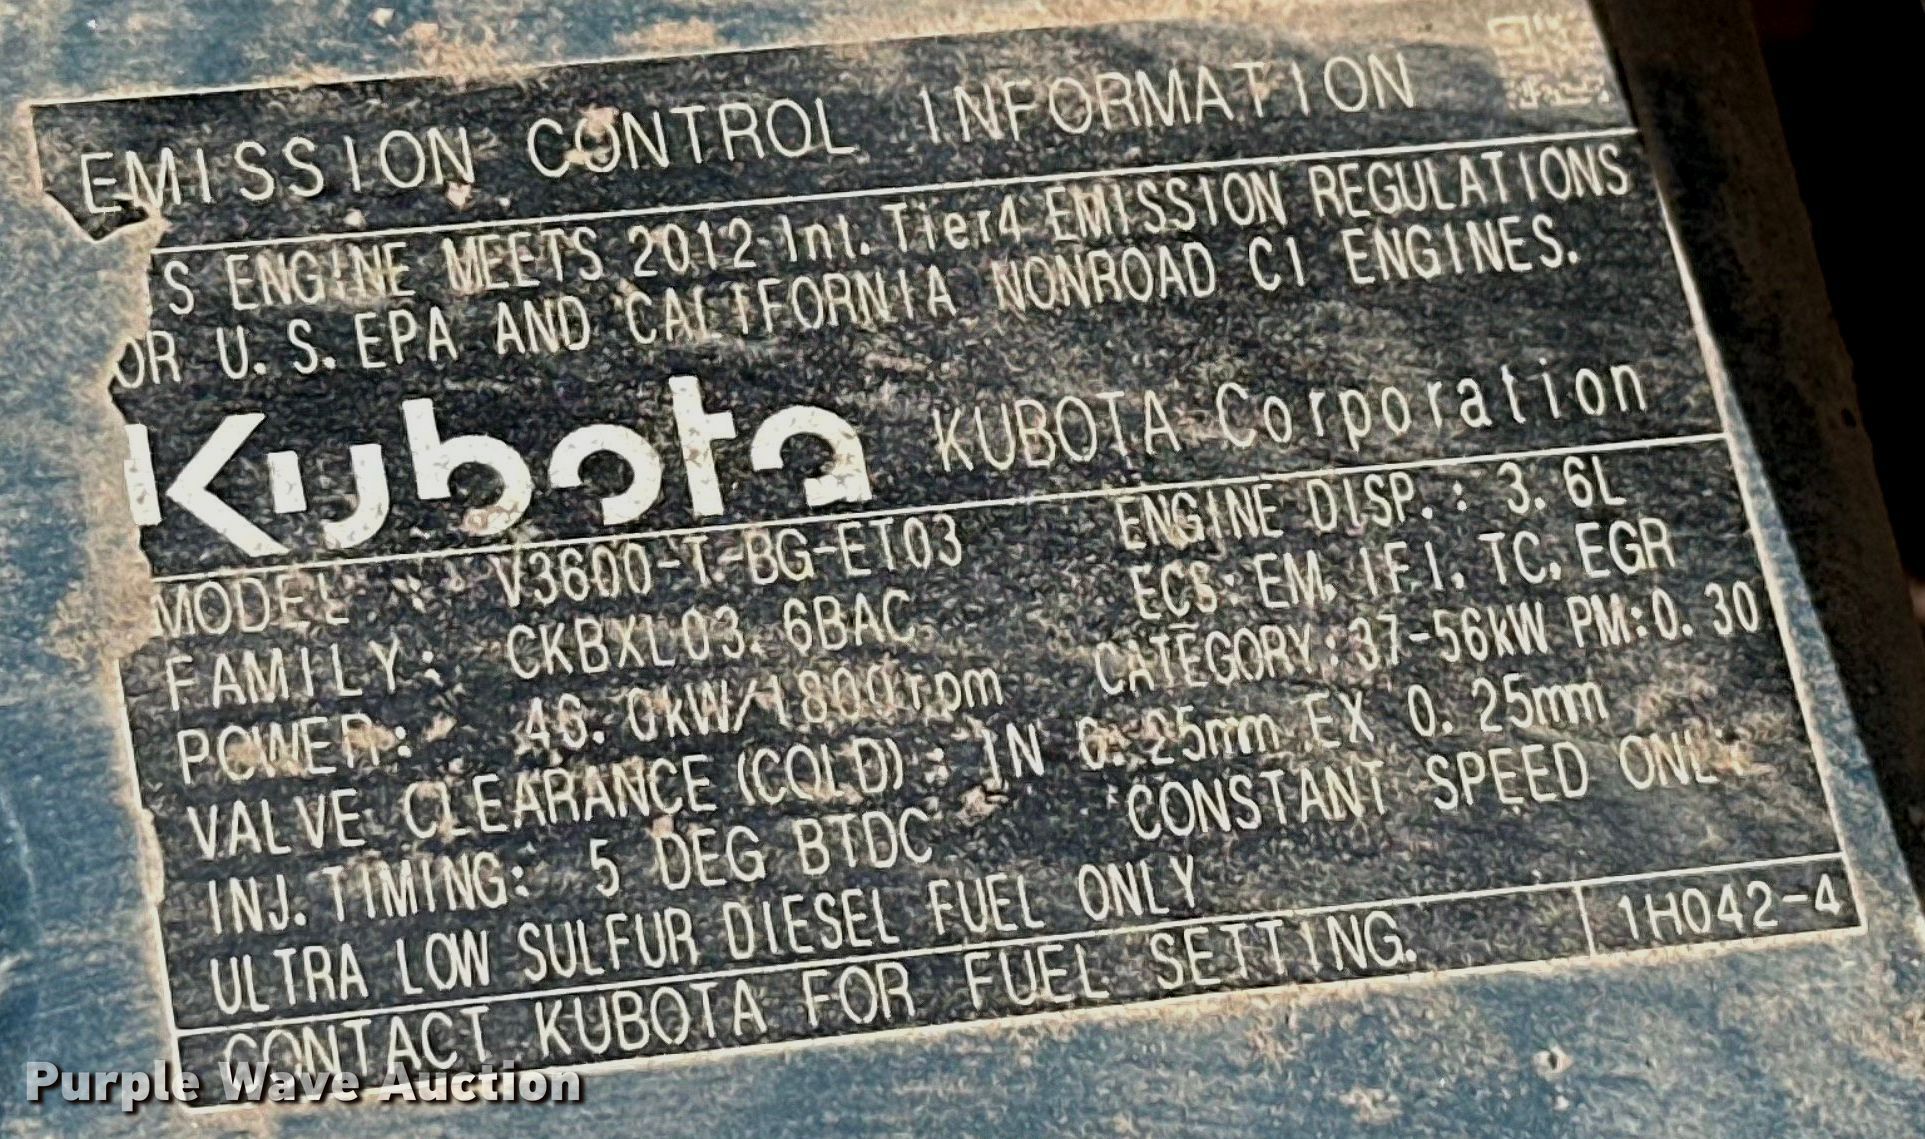 EMISSION CONTROL INFORMATION
S ENGINE MEETS 2012 Int. Tier4 EMISSION REGULATIONS
OR U.S. EPA AND CALIFORNIA NONROAD CI ENGINES.
Kubota KUBOTA Corporation
MODEL V3600-T-BG-ET03 ENGINE DISP.: 3.6L
FAMILY: CKBXL03.6BAC ECS: EM, IFI, TC, EGR
POWER: kW/1800rpm CATEGORY: 37-56kW PM:0.30
VALVE CLEARANCE (COLD): IN 0.25mm EX 0.25mm
INJ. TIMING: 5 DEG BTDC CONSTANT SPEED ONLY
ULTRA LOW SULFUR DIESEL FUEL ONLY
CONTACT KUBOTA FOR FUEL SETTING. 1H042-4
Purple Wave Auction